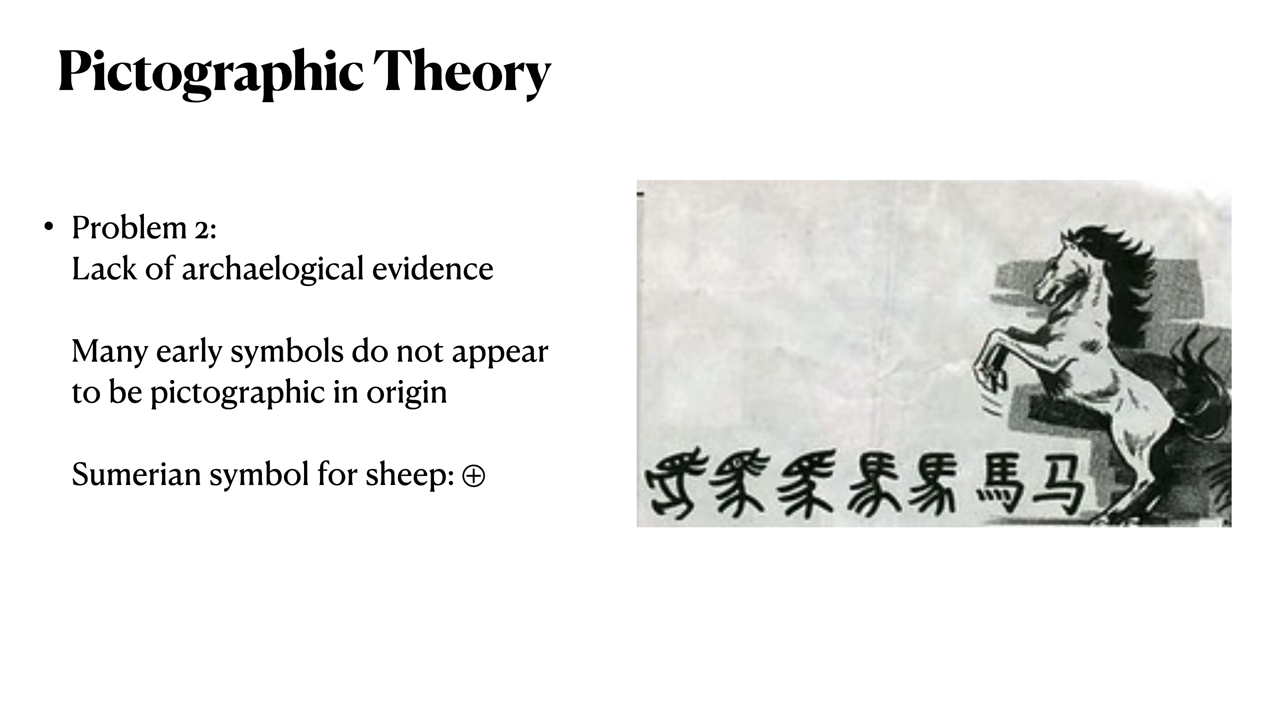 Pictographic Theory
• Problem 2:
Lack of archaelogical evidence
Many early symbols do not appear
to be pictographic in origin
Sumerian symbol for sheep: ⊕
馬马